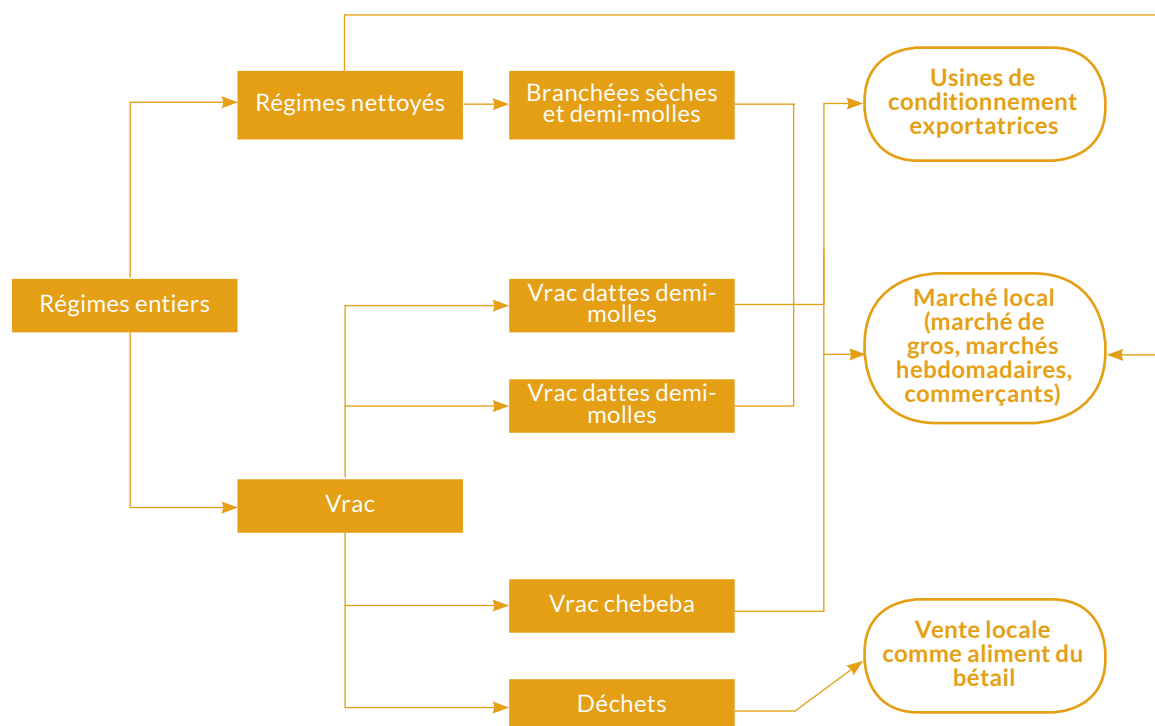 Régimes nettoyés
Branchées sèches
et demi-molles
Usines de
conditionnement
exportatrices
Régimes entiers
Vrac dattes demi-
molles
Marché local
(marché de
gros, marchés
hebdomadaires,
commerçants)
Vrac dattes demi-
molles
Vrac
Vrac chebeba
Vente locale
comme aliment du
bétail
Déchets